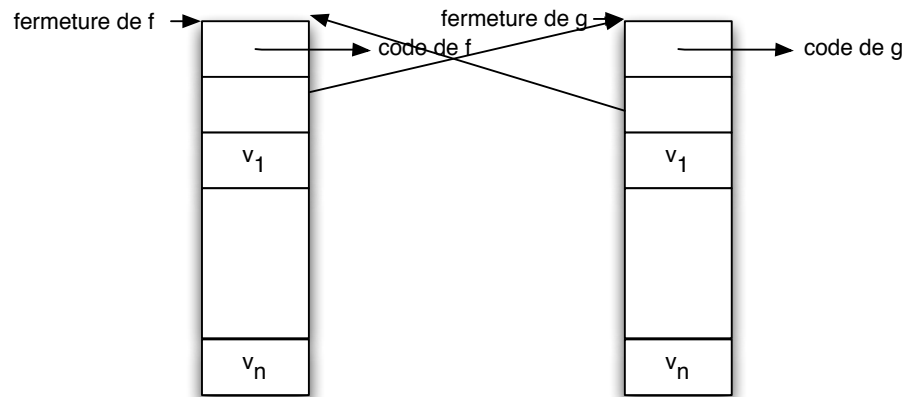 fermeture de f
fermeture de g
code de f
code de g
v1
v1
vn
vn